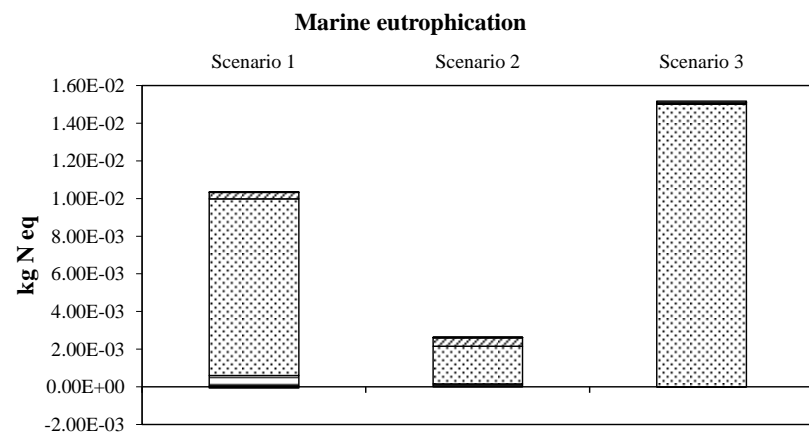 Marine eutrophication
Scenario 1 Scenario 2 Scenario 3
1.60E-02
1.40E-02
1.20E-02
1.00E-02
8.00E-03
6.00E-03
4.00E-03
2.00E-03
0.00E+00
-2.00E-03
kg N eq